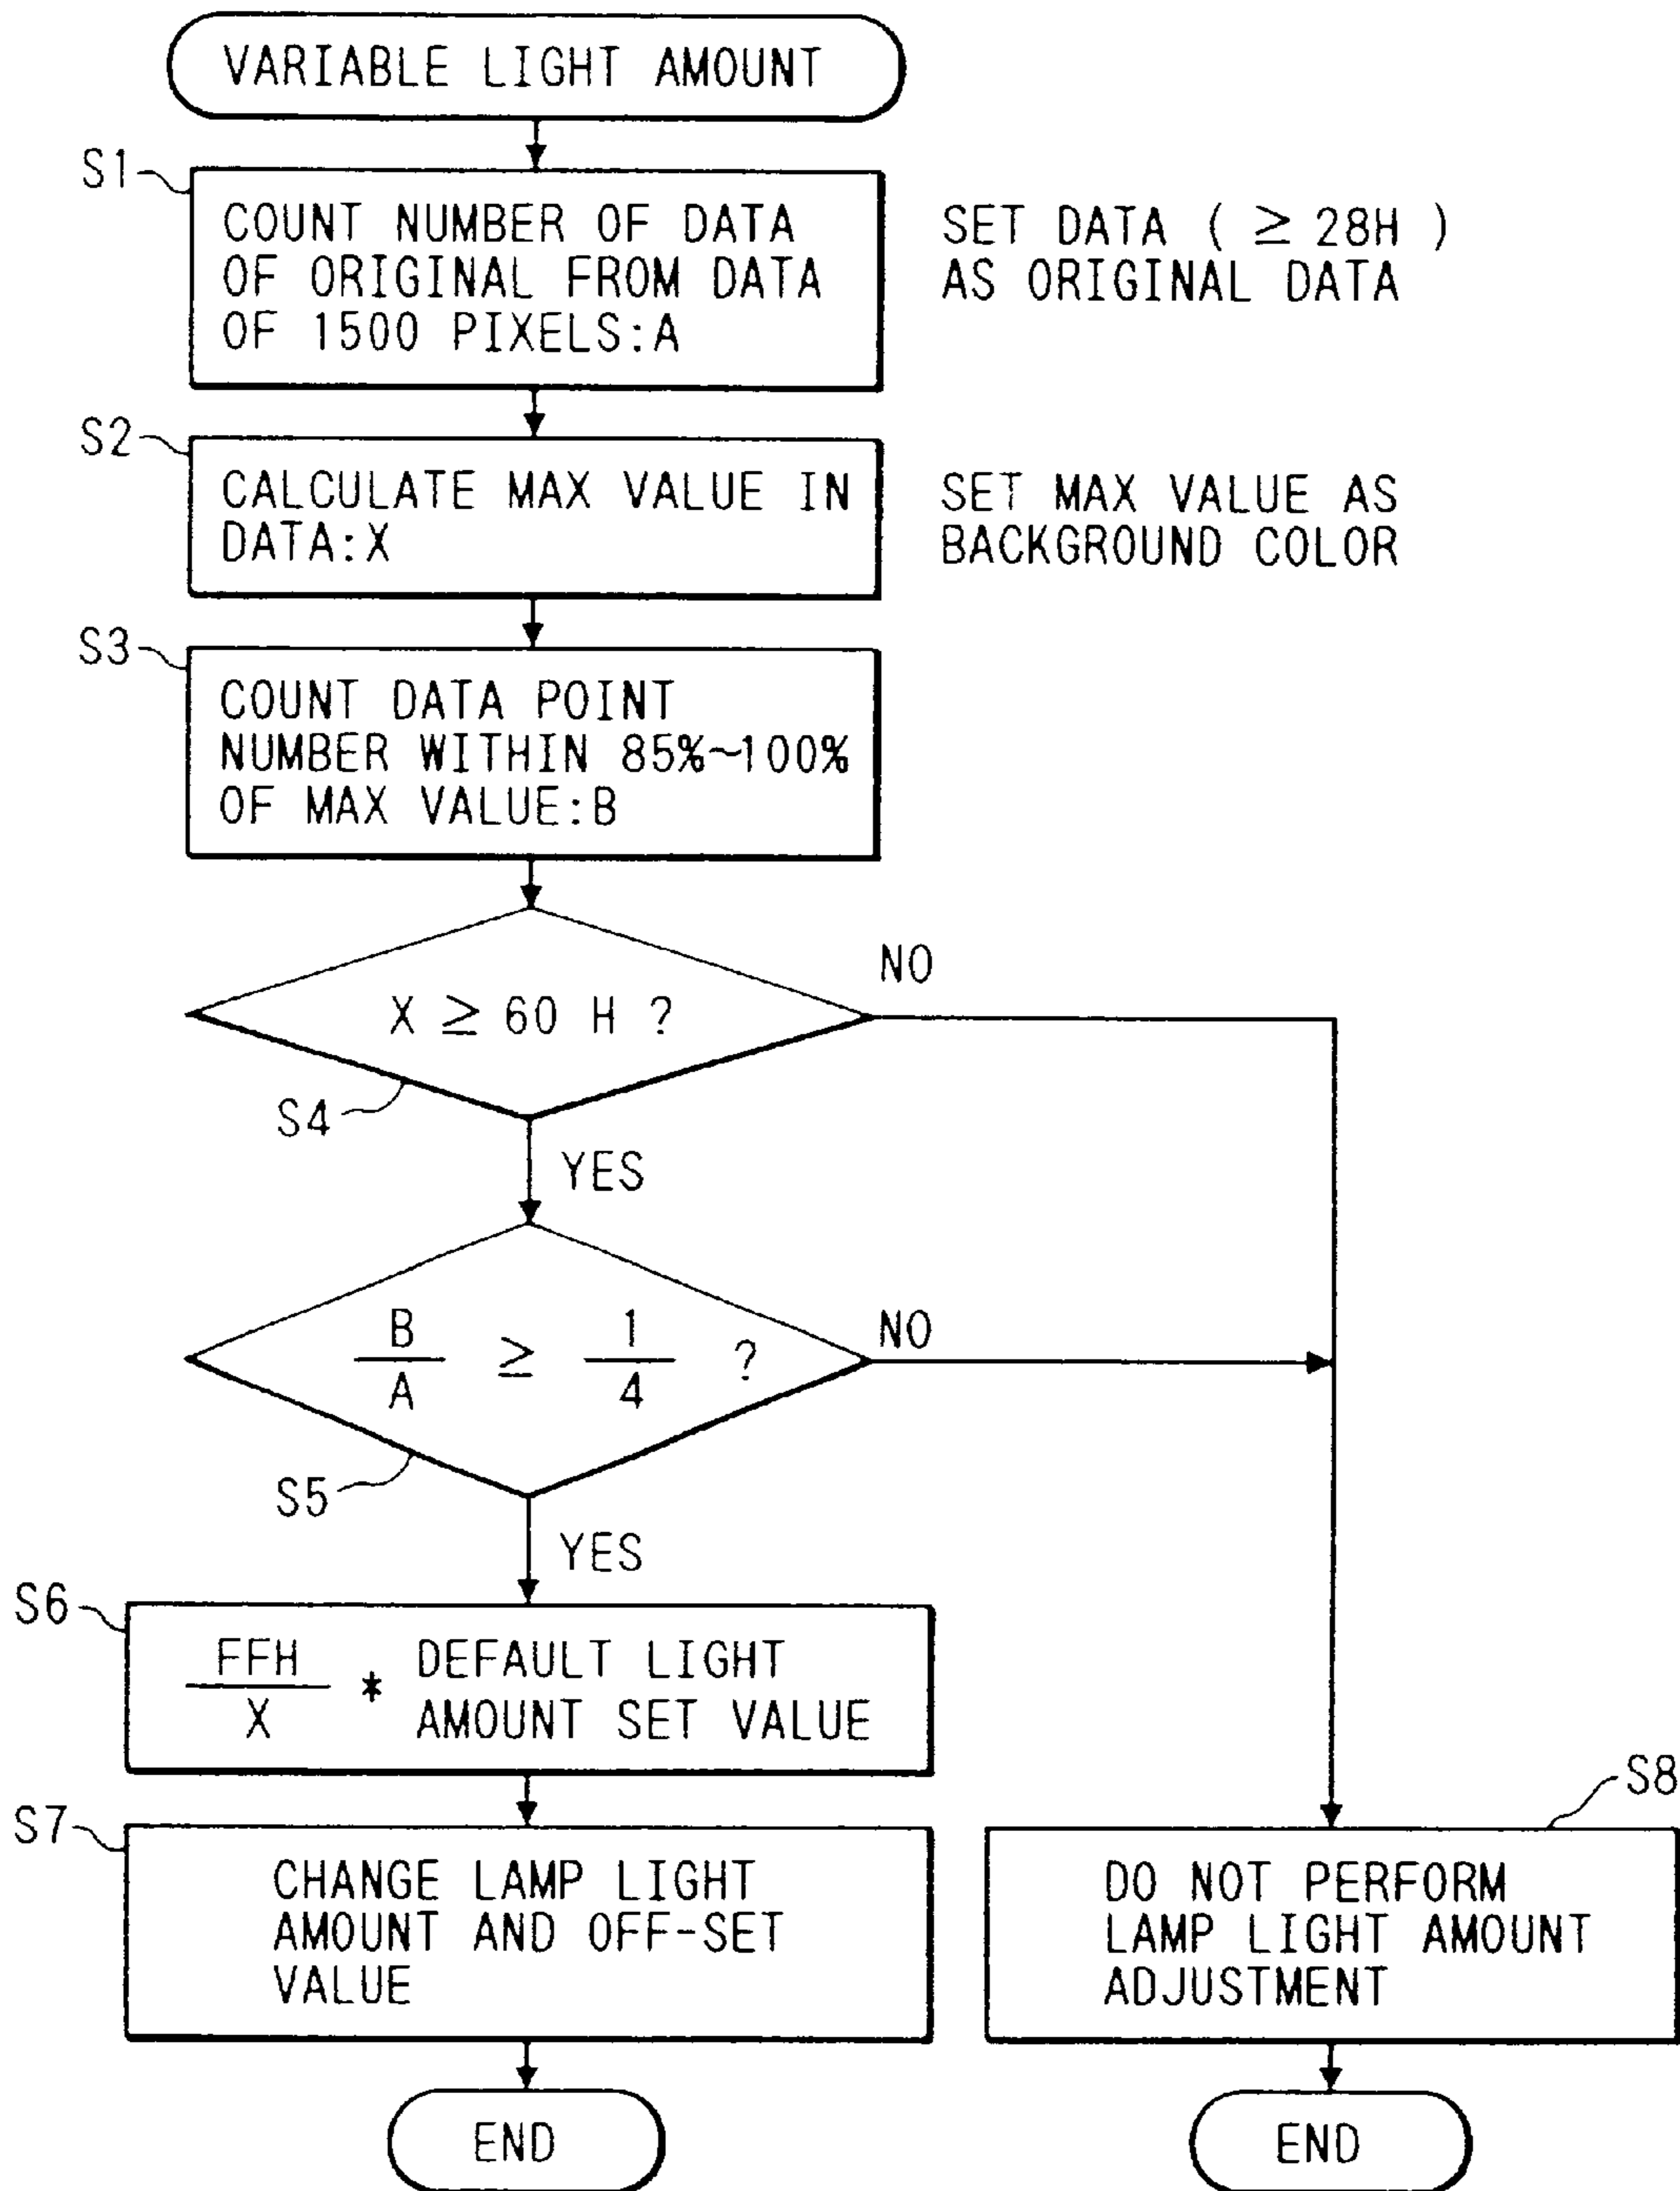 VARIABLE LIGHT AMOUNT
S1
COUNT NUMBER OF DATA
OF ORIGINAL FROM DATA
OF 1500 PIXELS:A
SET DATA ( ≥ 28H )
AS ORIGINAL DATA
S2
CALCULATE MAX VALUE IN
DATA:X
SET MAX VALUE AS
BACKGROUND COLOR
S3
COUNT DATA POINT
NUMBER WITHIN 85%~100%
OF MAX VALUE:B
X ≥ 60 H ?
NO
S4
YES
B/A ≥ 1/4 ?
NO
S5
YES
S6
FFH/X * DEFAULT LIGHT
AMOUNT SET VALUE
S7
CHANGE LAMP LIGHT
AMOUNT AND OFF-SET
VALUE
S8
DO NOT PERFORM
LAMP LIGHT AMOUNT
ADJUSTMENT
END
END